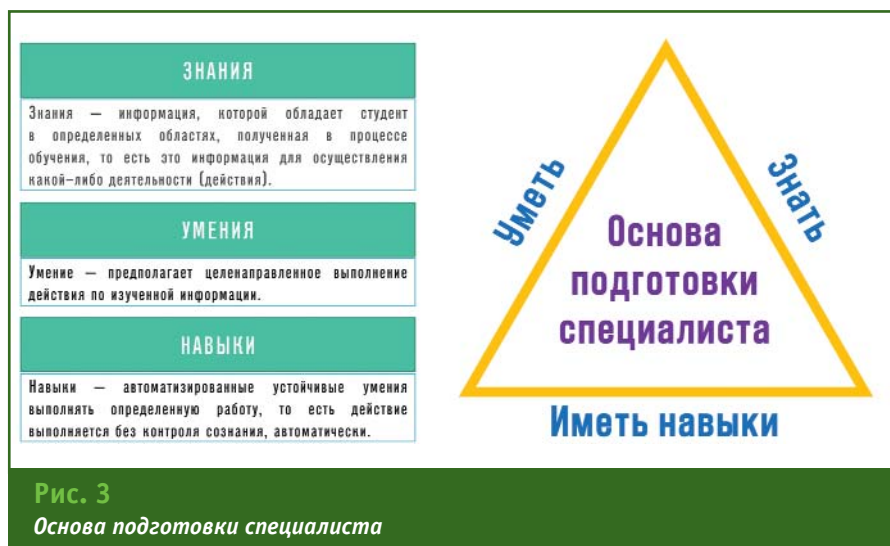 ЗНАНИЯ
Знания — информация, которой обладает студент
в определенных областях, полученная в процессе
обучения, то есть это информация для осуществления
какой-либо деятельности (действия).
УМЕНИЯ
Умение — предполагает целенаправленное выполнение
действия по изученной информации.
НАВЫКИ
Навыки — автоматизированные устойчивые умения
выполнять определенную работу, то есть действие
выполняется без контроля сознания, автоматически.
Уметь
Знать
Основа
подготовки
специалиста
Иметь навыки
Рис. 3
Основа подготовки специалиста